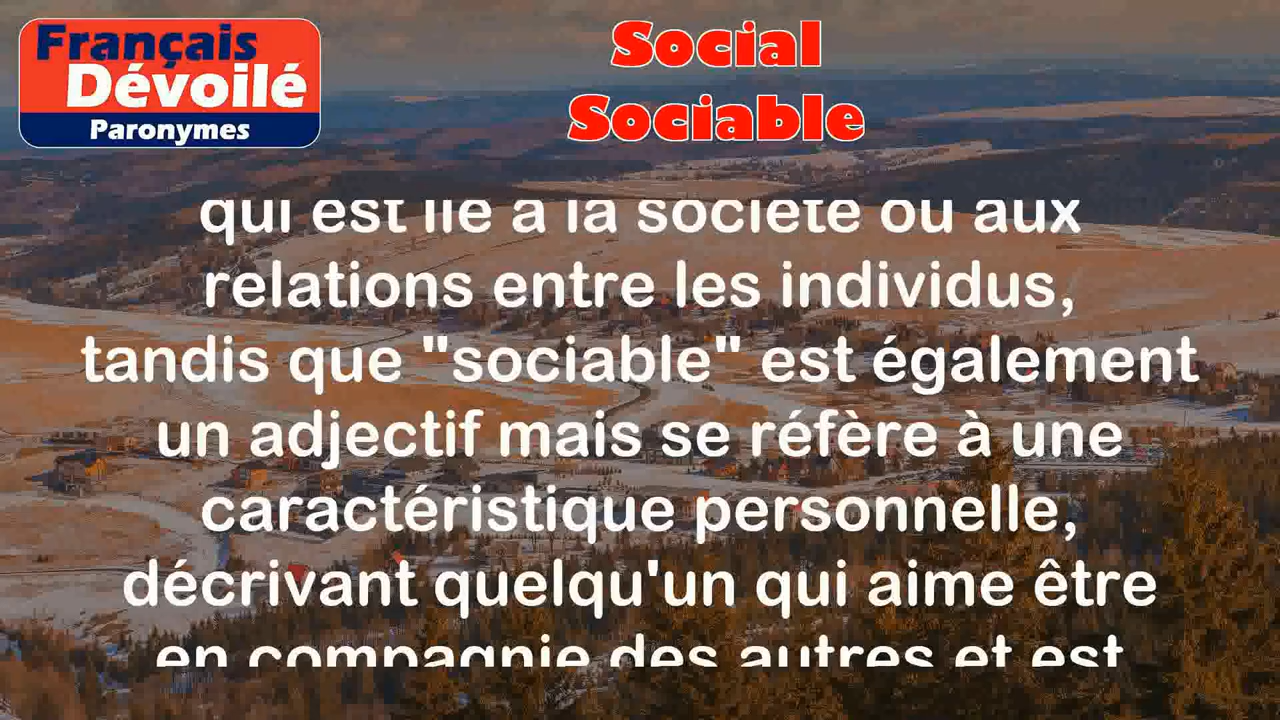 Français
Dévoilé
Paronymes
Social
Sociable
qui est lié à la société ou aux
relations entre les individus,
tandis que "sociable" est également
un adjectif mais se réfère à une
caractéristique personnelle,
décrivant quelqu'un qui aime être
en compagnie des autres et est